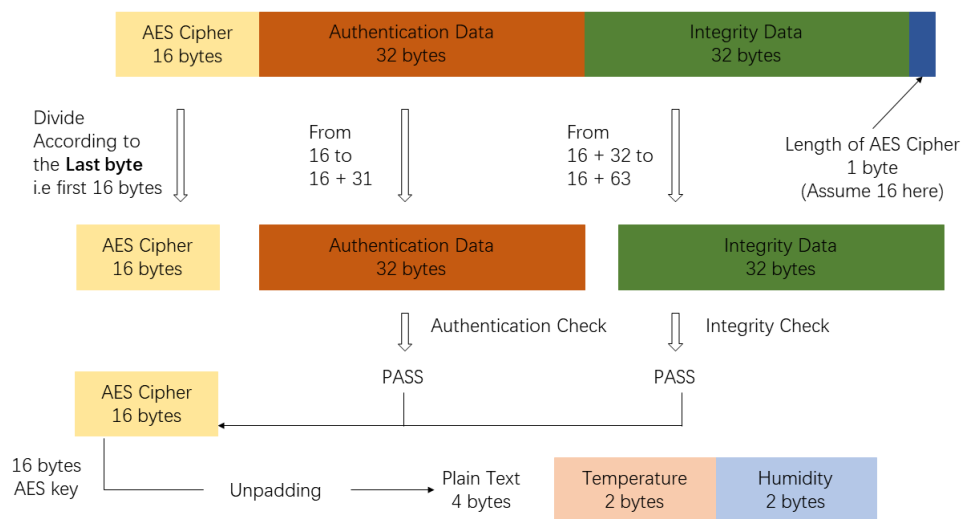 AES Cipher
16 bytes
Authentication Data
32 bytes
Integrity Data
32 bytes
Divide
According to
the Last byte
i.e first 16 bytes
From
16 to
16 + 31
From
16 + 32 to
16 + 63
Length of AES Cipher
1 byte
(Assume 16 here)
AES Cipher
16 bytes
Authentication Data
32 bytes
Integrity Data
32 bytes
Authentication Check
Integrity Check
PASS
PASS
AES Cipher
16 bytes
16 bytes
AES key
Unpadding
Plain Text
4 bytes
Temperature
2 bytes
Humidity
2 bytes